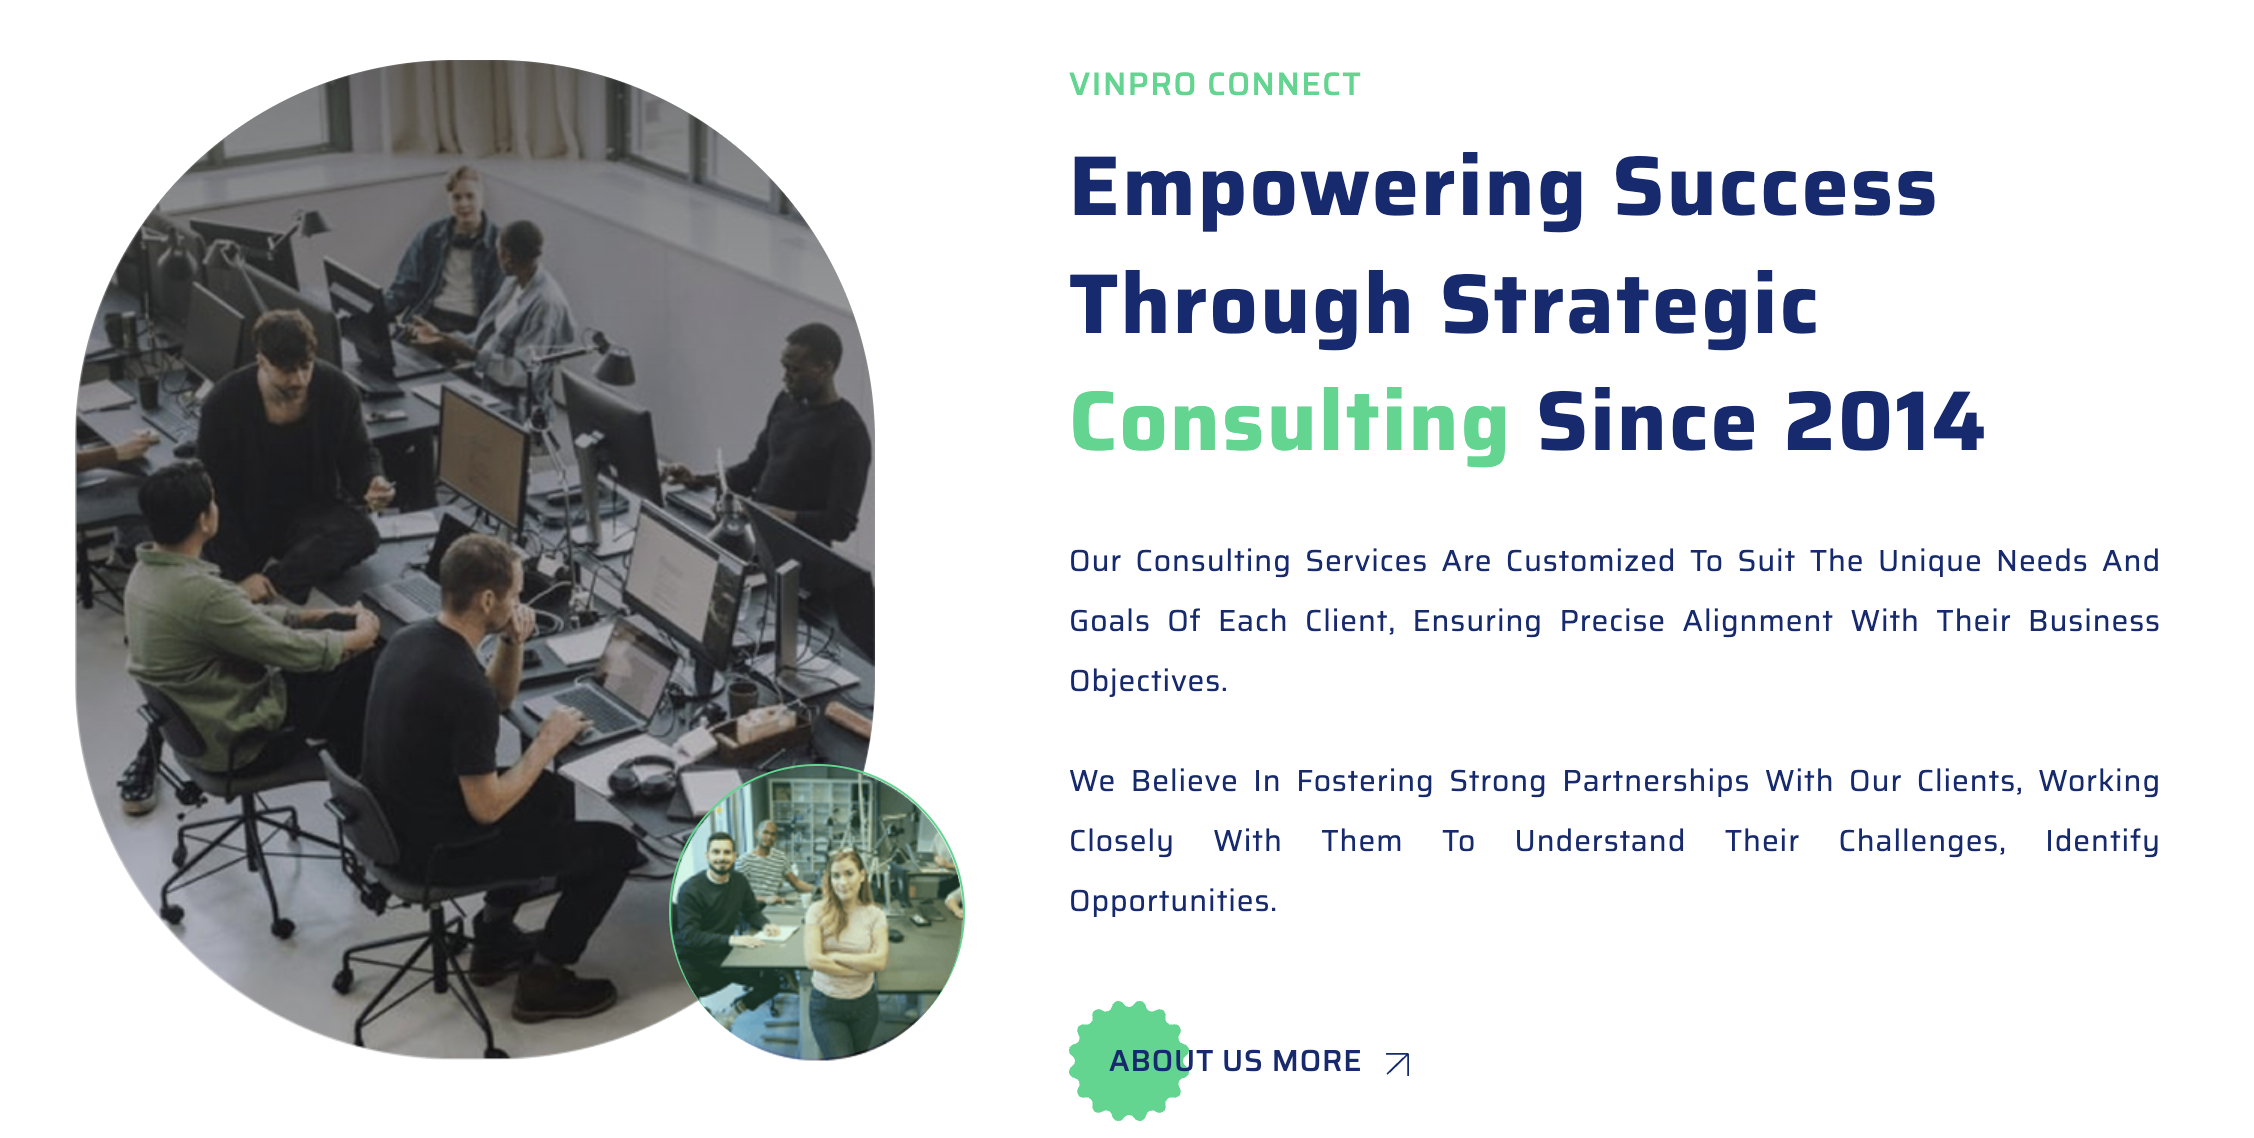 VINPRO CONNECT
Empowering Success
Through Strategic
Consulting Since 2014
Our Consulting Services Are Customized To Suit The Unique Needs And
Goals Of Each Client, Ensuring Precise Alignment With Their Business
Objectives.
We Believe In Fostering Strong Partnerships With Our Clients, Working
Closely With Them To Understand Their Challenges, Identify
Opportunities.
ABOUT US MORE